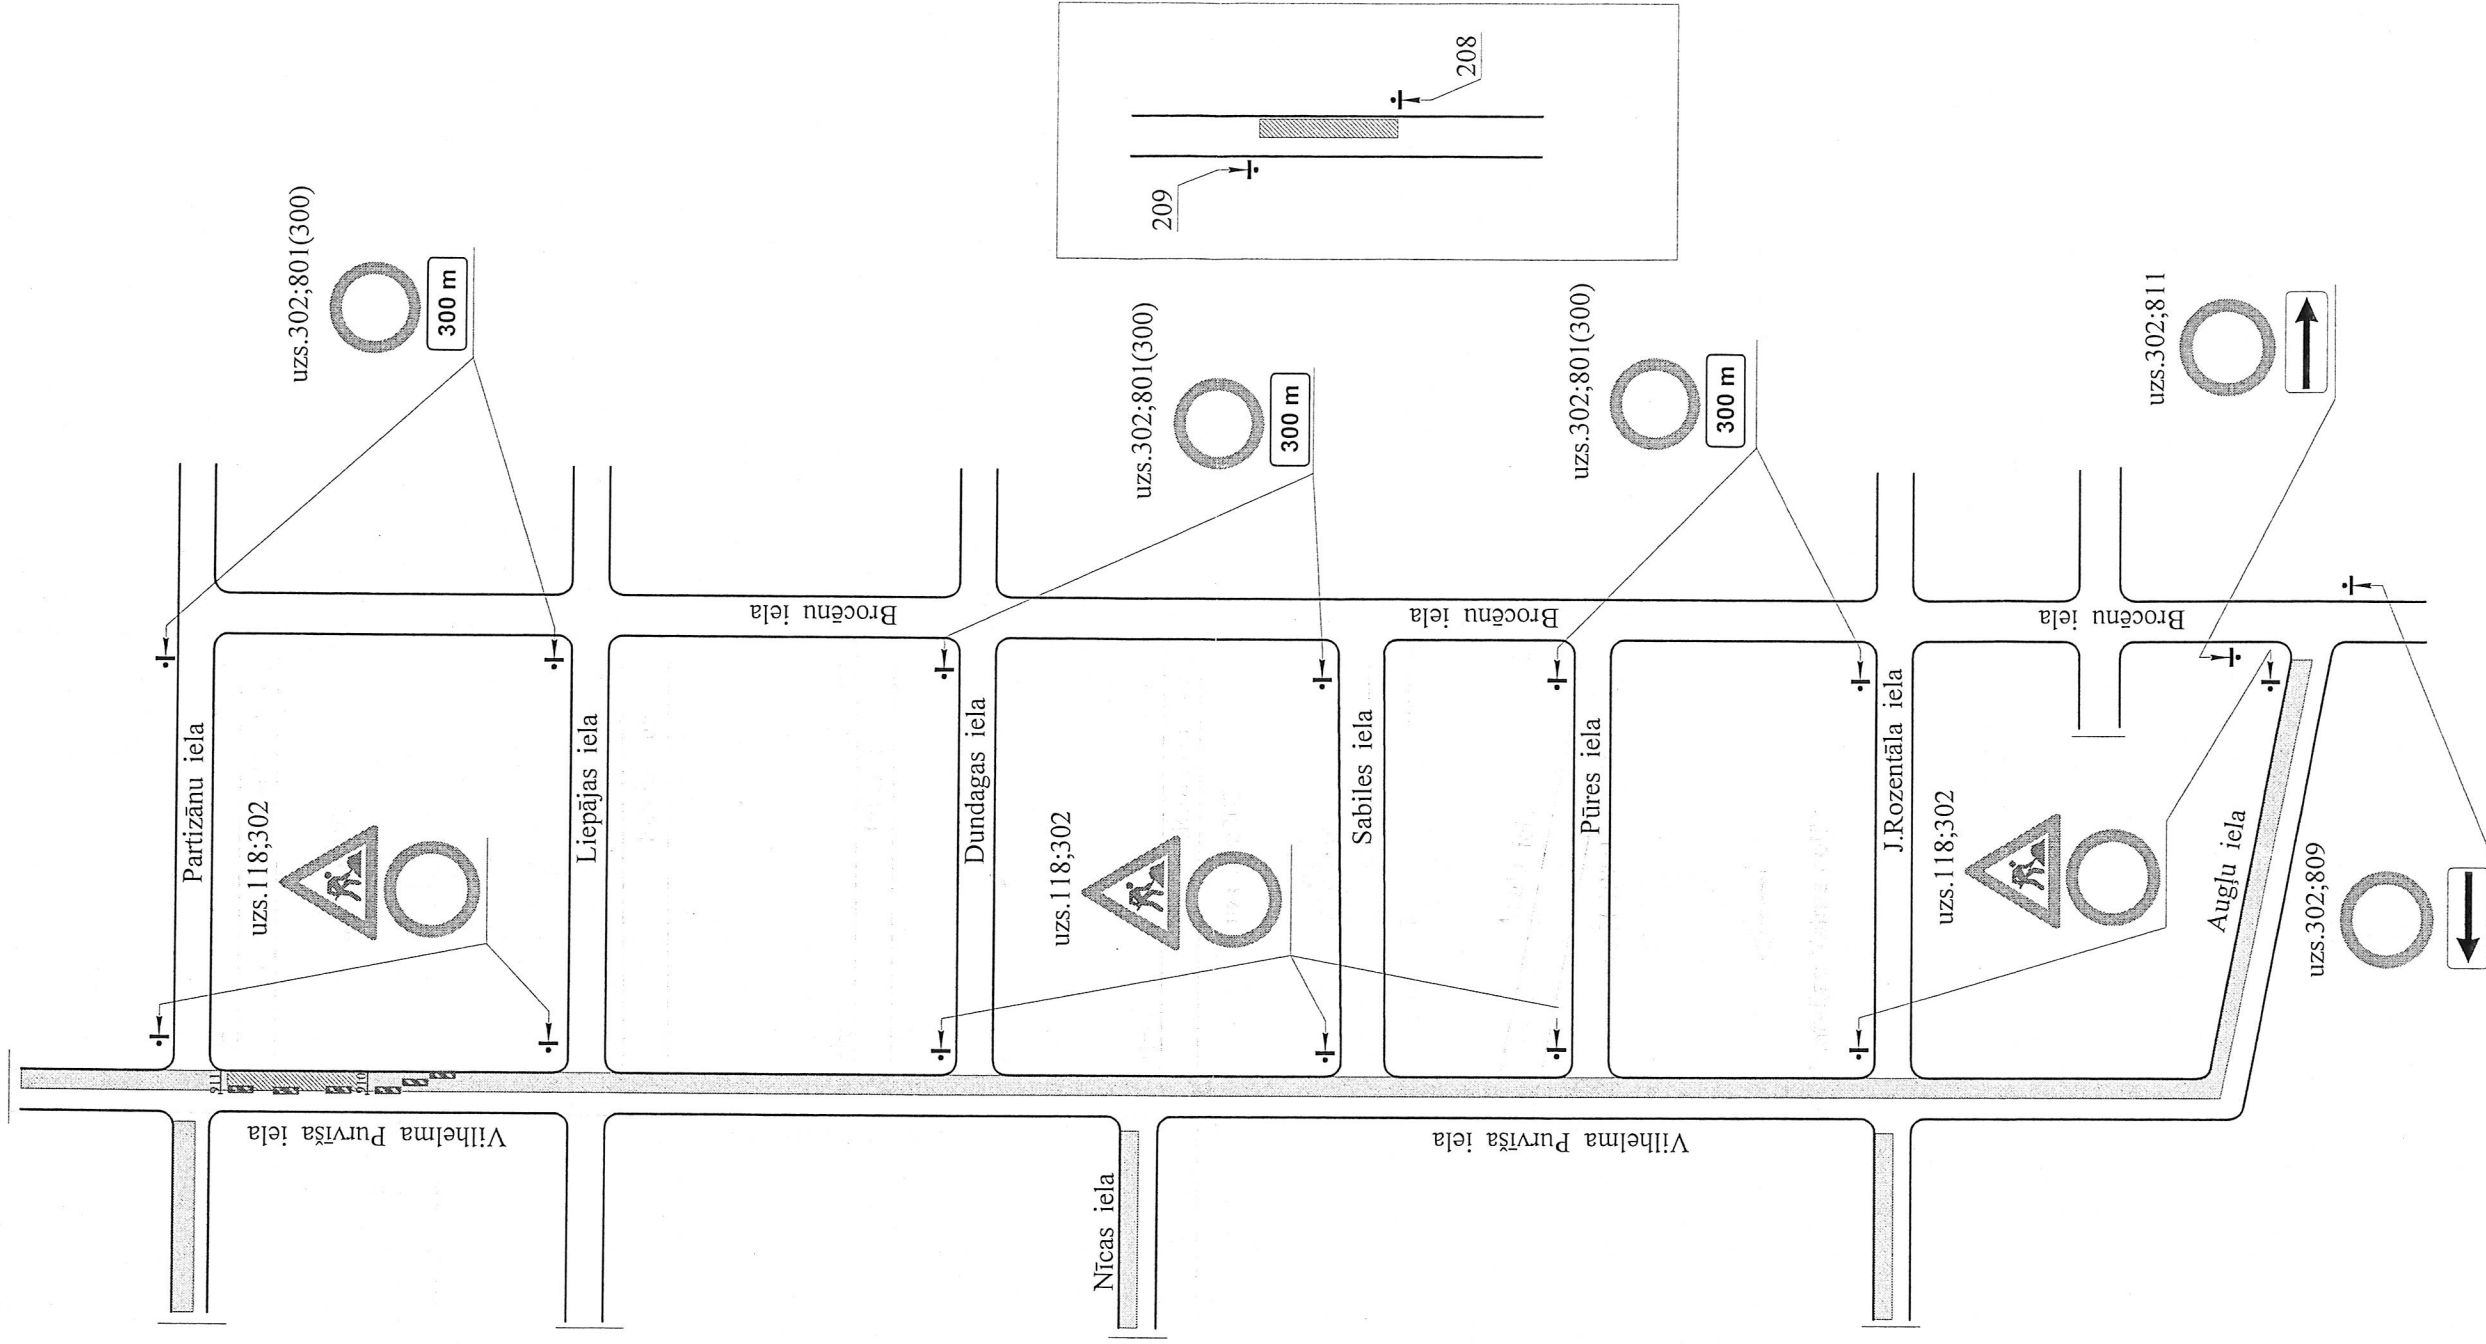 uzs.302;801(300)
300 m
209
208
uzs.302;801(300)
300 m
uzs.302;801(300)
300 m
uzs.302;811
Brocēnu iela
Brocēnu iela
Brocēnu iela
Partizānu iela
Liepājas iela
Dundagas iela
Sabiles iela
Pūres iela
J.Rozentāla iela
Augļu iela
uzs.118;302
uzs.118;302
uzs.118;302
uzs.302;809
911
910
Vilhelma Purvīša iela
Vilhelma Purvīša iela
Nīcas iela